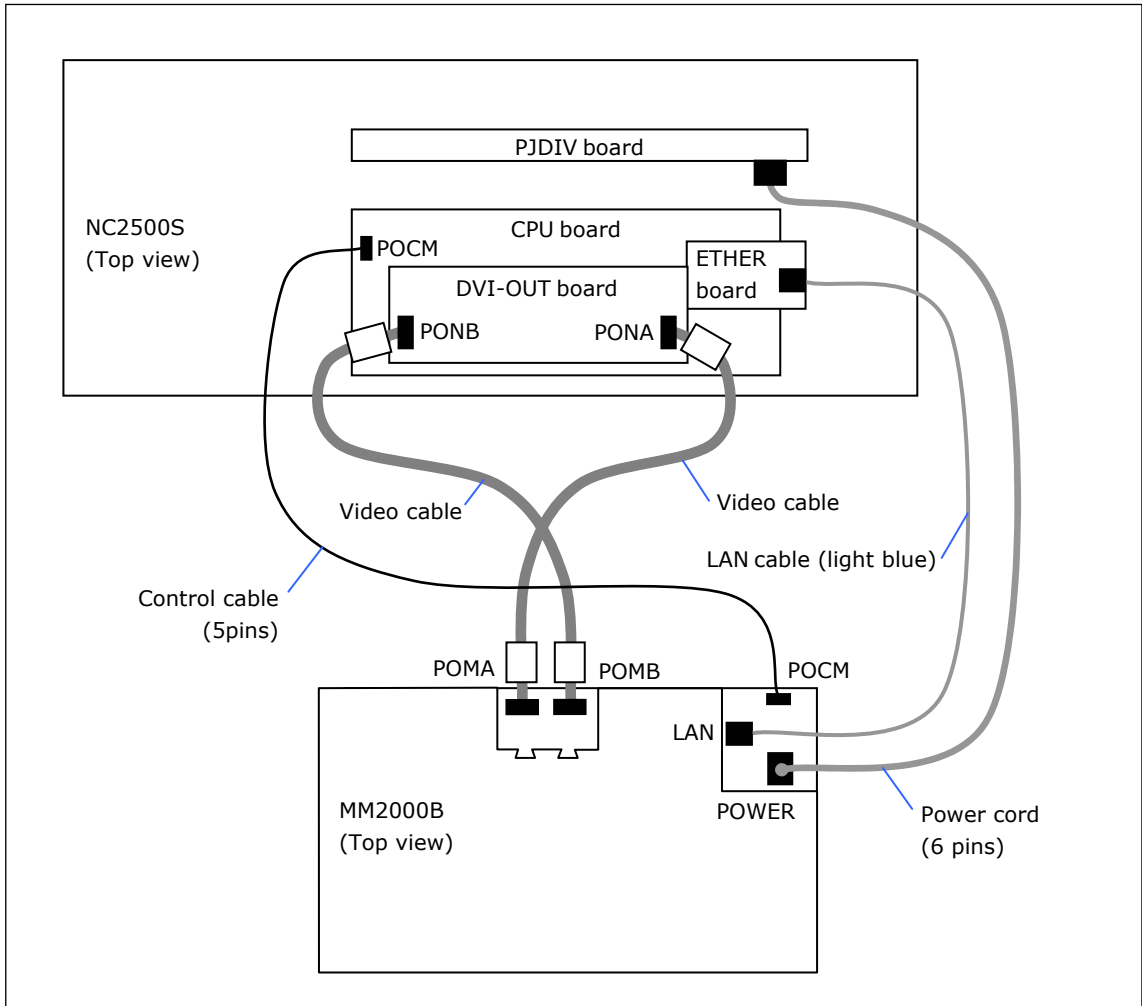 PJDIV board
NC2500S
(Top view)
CPU board
POCM
ETHER
board
DVI-OUT board
PONB
PONA
Video cable
Video cable
LAN cable (light blue)
Control cable
(5pins)
POMA
POMB
POCM
LAN
MM2000B
(Top view)
POWER
Power cord
(6 pins)